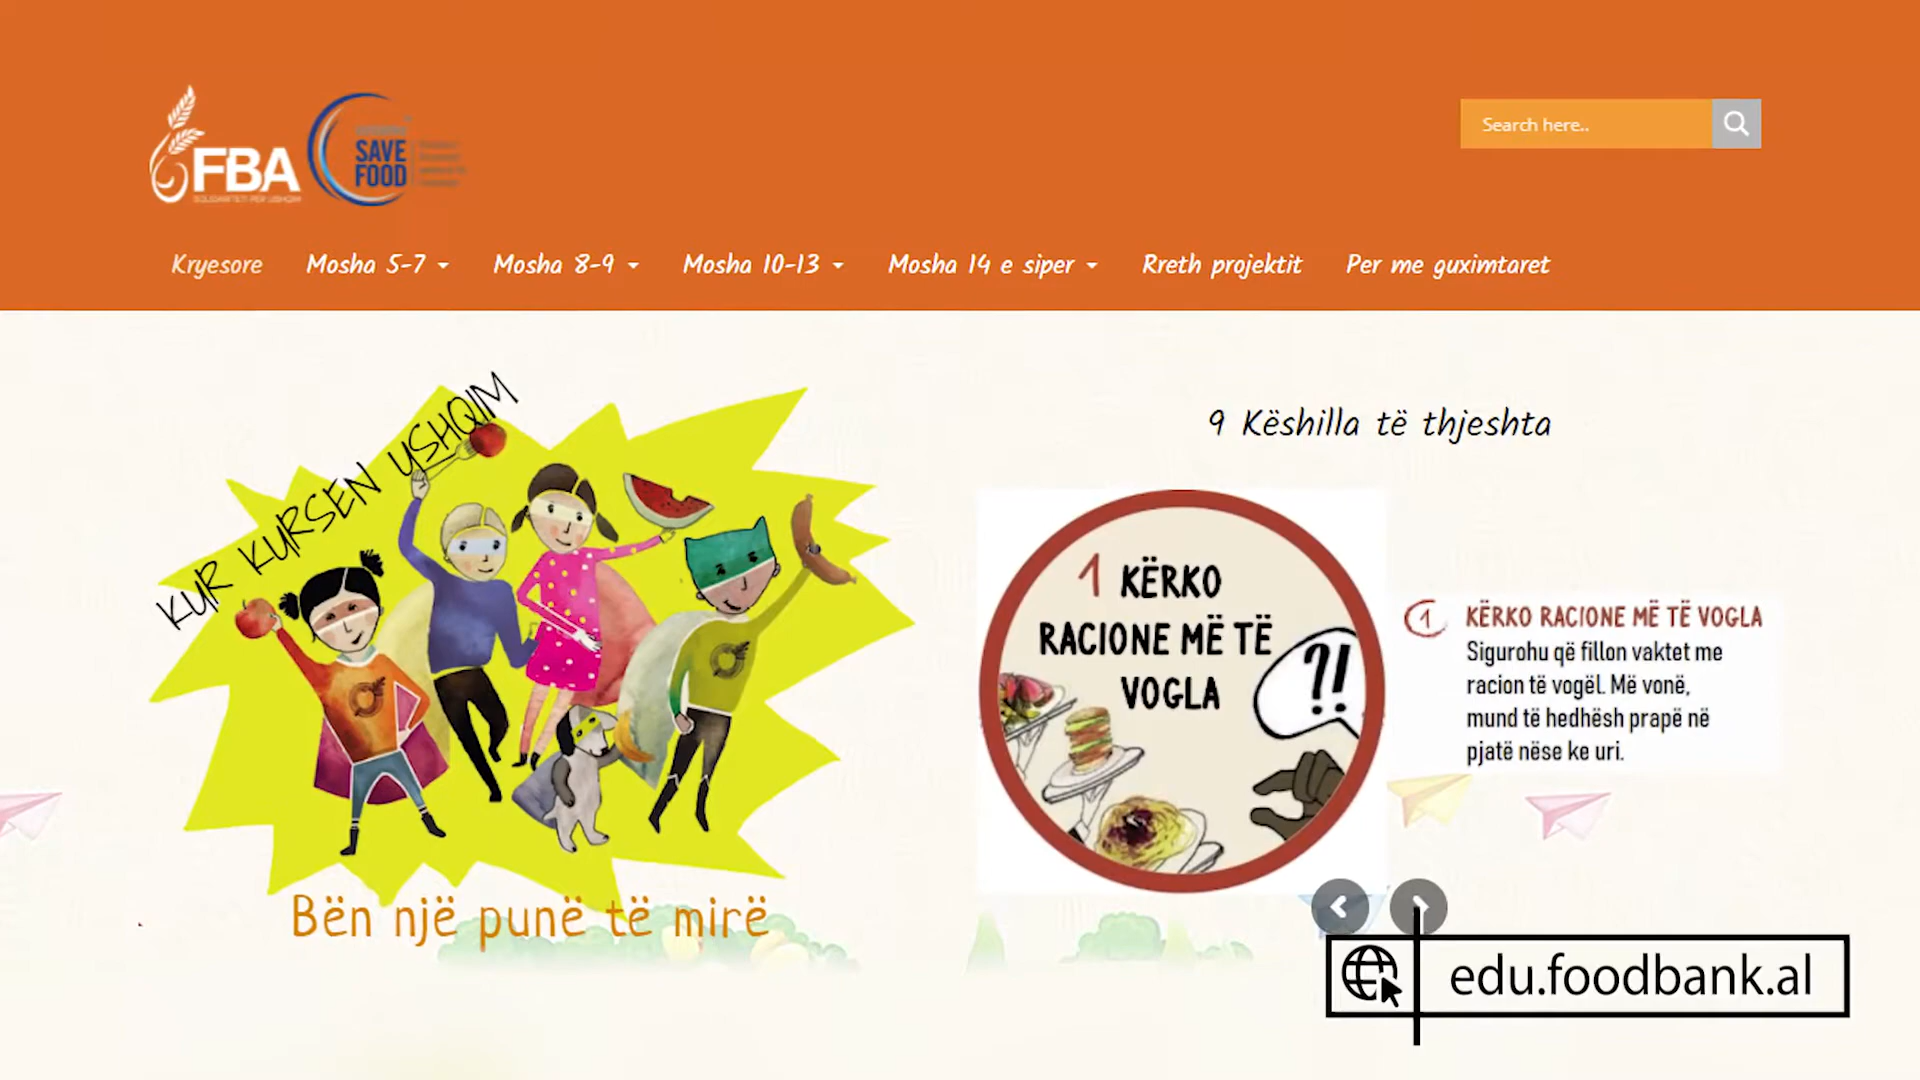 FBA
SOLIDARITETI PËR USHQIM
SAVE
FOOD
Search here..
Kryesore
Mosha 5-7
Mosha 8-9
Mosha 10-13
Mosha 14 e siper
Rreth projektit
Per me guximtaret
KUR KURSEN USHQIM
Bën një punë të mirë
9 Këshilla të thjeshta
1 KËRKO
RACIONE MË TË
VOGLA
?!
1 KËRKO RACIONE MË TË VOGLA
Sigurohu që fillon vaktet me
racion të vogël. Më vonë,
mund të hedhësh prapë në
pjatë nëse ke uri.
edu.foodbank.al